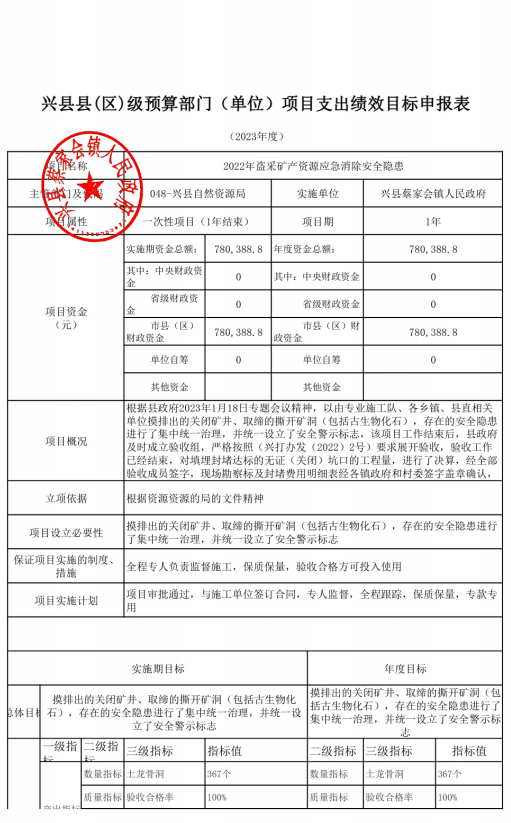 兴县县(区)级预算部门（单位）项目支出绩效目标申报表
（2023年度）
项目名称 2022年盗采矿产资源应急消除安全隐患
048-兴县自然资源局 实施单位 兴县蔡家会镇人民政府
项目属性 一次性项目（1年结束） 项目期 1年
项目资金
（元）
实施期资金总额： 780,388.8 年度资金总额： 780,388.8
其中：中央财政资金 0 其中：中央财政资金 0
省级财政资金 0 省级财政资金 0
市县（区）财政资金 780,388.8 市县（区）财政资金 780,388.8
单位自筹 0 单位自筹 0
其他资金 其他资金
项目概况
根据县政府2023年1月18日专题会议精神，以由专业施工队、各乡镇、县直相关
单位摸排出的关闭矿井、取缔的撕开矿洞（包括古生物化石），存在的安全隐患
进行了集中统一治理，并统一设立了安全警示标志，该项目工作结束后，县政府
及时成立验收组，严格按照（兴打办发（2022）2号）要求展开验收，验收工作
已经结束，对填埋封堵达标的无证（关闭）坑口的工程量，进行了决算，经全部
验收成员签字，现场勘察标及封堵费用明细表经各镇政府和村委签字盖章确认，
立项依据 根据资源资源的局的文件精神
项目设立必要性
摸排出的关闭矿井、取缔的撕开矿洞（包括古生物化石），存在的安全隐患进行
了集中统一治理，并统一设立了安全警示标志
保证项目实施的制度、
措施
全程专人负责监督施工，保质保量，验收合格方可投入使用
项目实施计划
项目审批通过，与施工单位签订合同，专人监督，全程跟踪，保质保量，专款专
用
实施期目标 年度目标
总体目标
摸排出的关闭矿井、取缔的撕开矿洞（包括古生物化
石），存在的安全隐患进行了集中统一治理，并统一设
立了安全警示标志
摸排出的关闭矿井、取缔的撕开矿洞（包
括古生物化石），存在的安全隐患进行了
集中统一治理，并统一设立了安全警示标
志
一级指标 二级指标 三级指标 指标值 二级指标 三级指标 指标值
数量指标 土龙骨洞 367个 数量指标 土龙骨洞 367个
质量指标 验收合格率 100% 质量指标 验收合格率 100%
兴县蔡家会镇人民政府